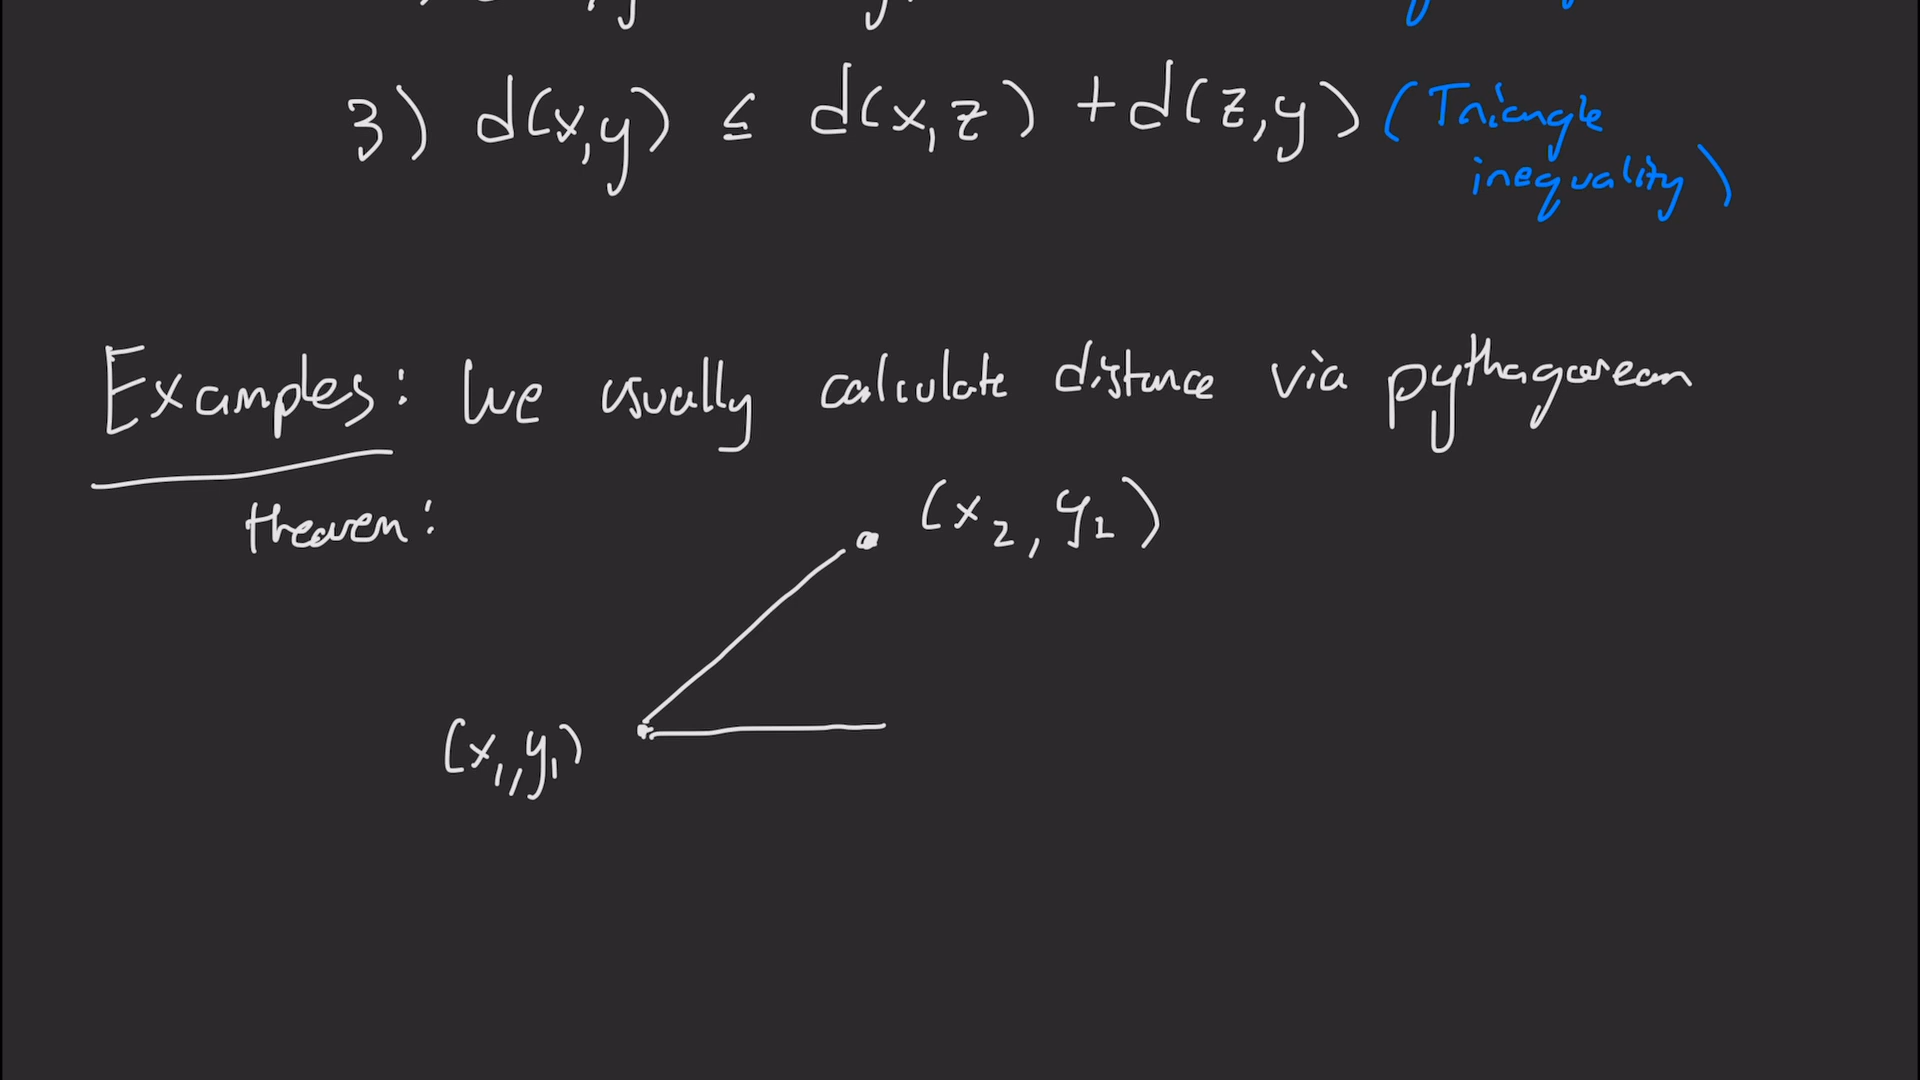 3) d(x,y) ≤ d(x,z) + d(z,y) (Triangle
inequality)
Examples: We usually calculate distance via pythagorean
theorem:
(x₂, y₂)
(x₁, y₁)